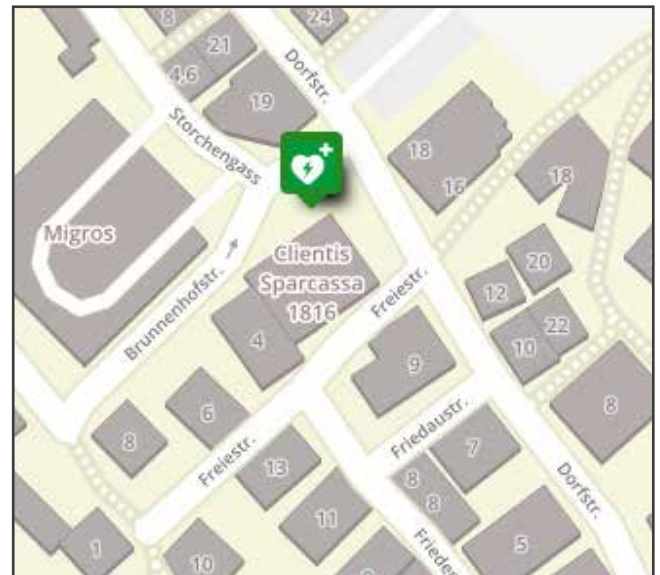 8
24
21
4,6
Dorfstr.
19
Storchengass
18
16
18
Migros
Clientis
Sparcassa
1816
20
12
Brunnenhofstr.
Freiestr.
22
4
10
9
6
8
Friedaustr.
8
7
Freiestr.
13
8
8
Dorfstr.
11
5
1
10